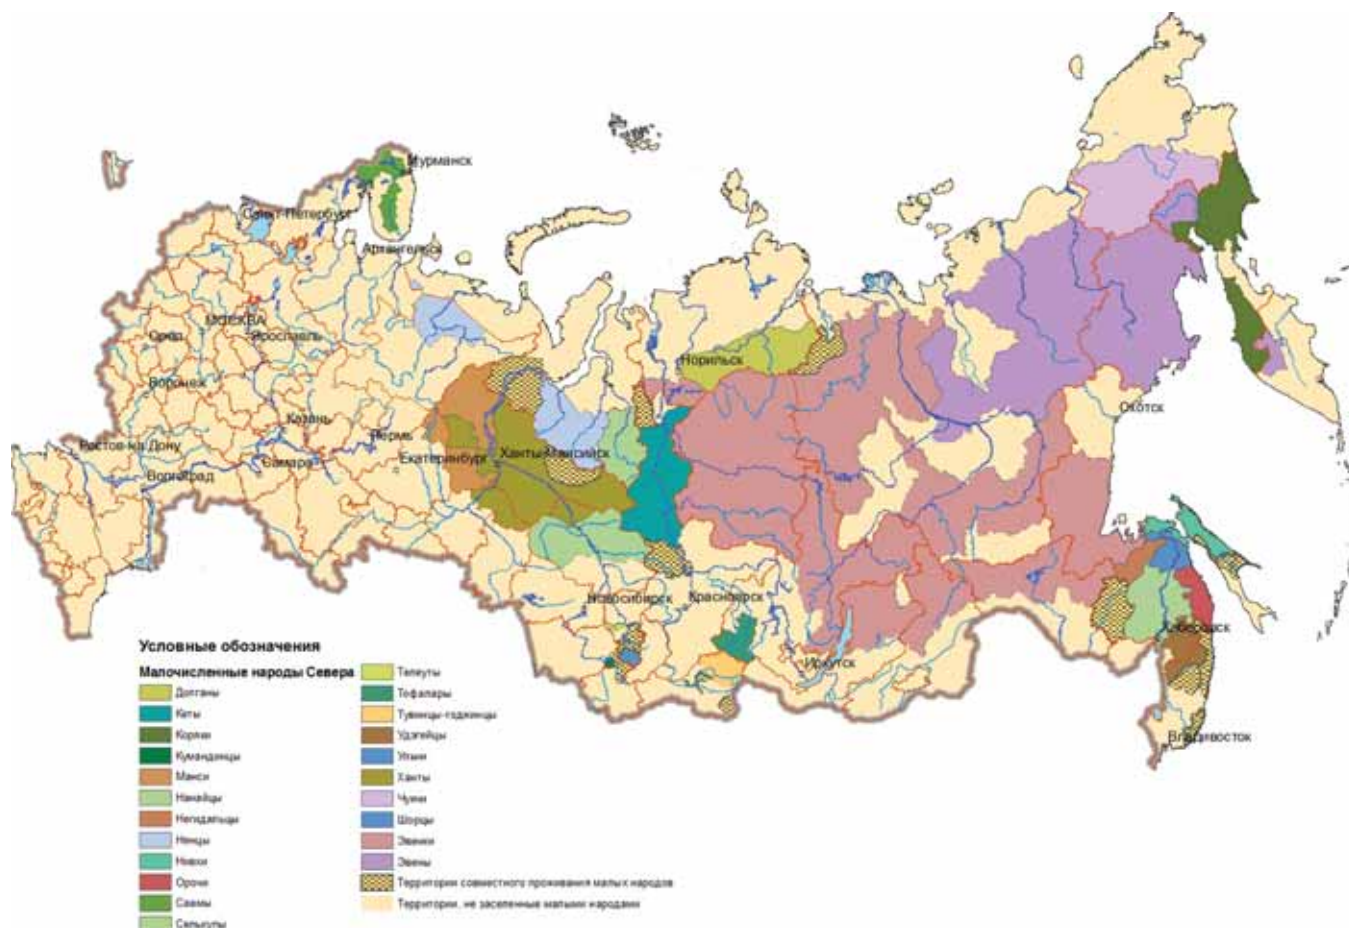 Мурманск
Санкт-Петербург
Архангельск
МОСКВА
Орёл
Ярославль
Норильск
Воронеж
Казань
Охотск
Пермь
Ростов-на Дону
Екатеринбург
Ханты-Мансийск
Самара
Волгоград
Новосибирск
Красноярск
Хабаровск
Иркутск
Владивосток
Условные обозначения
Малочисленные народы Севера
Долганы
Кеты
Коряки
Кумандинцы
Манси
Нанайцы
Негидальцы
Ненцы
Нивхи
Орочи
Саамы
Селькупы
Телеуты
Тофалары
Тувинцы-тоджинцы
Удэгейцы
Ульчи
Ханты
Чукчи
Шорцы
Эвенки
Эвены
Территории совместного проживания малых народов
Территории, не заселенные малыми народами